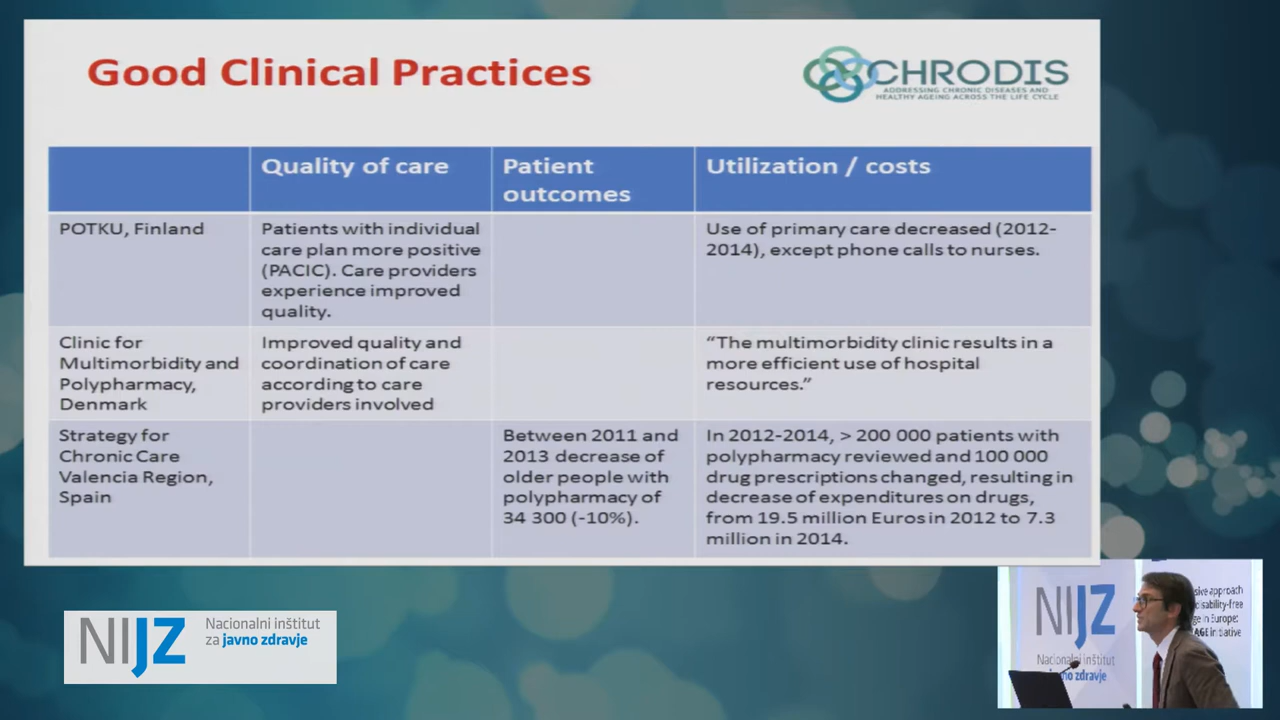 Good Clinical Practices
CHRODIS
ADDRESSING CHRONIC DISEASES AND
HEALTHY AGEING ACROSS THE LIFE CYCLE
Quality of care
Patient
outcomes
Utilization / costs
POTKU, Finland
Patients with individual
care plan more positive
(PACIC). Care providers
experience improved
quality.
Use of primary care decreased (2012-
2014), except phone calls to nurses.
Clinic for
Multimorbidity and
Polypharmacy,
Denmark
Improved quality and
coordination of care
according to care
providers involved
“The multimorbidity clinic results in a
more efficient use of hospital
resources.”
Strategy for
Chronic Care
Valencia Region,
Spain
Between 2011 and
2013 decrease of
older people with
polypharmacy of
34 300 (-10%).
In 2012-2014, > 200 000 patients with
polypharmacy reviewed and 100 000
drug prescriptions changed, resulting in
decrease of expenditures on drugs,
from 19.5 million Euros in 2012 to 7.3
million in 2014.
NIJZ
Nacionalni inštitut
za javno zdravje
NIJZ
Nacionalni inštitut
zdravje
approach
sability-free
in Europe:
initiative